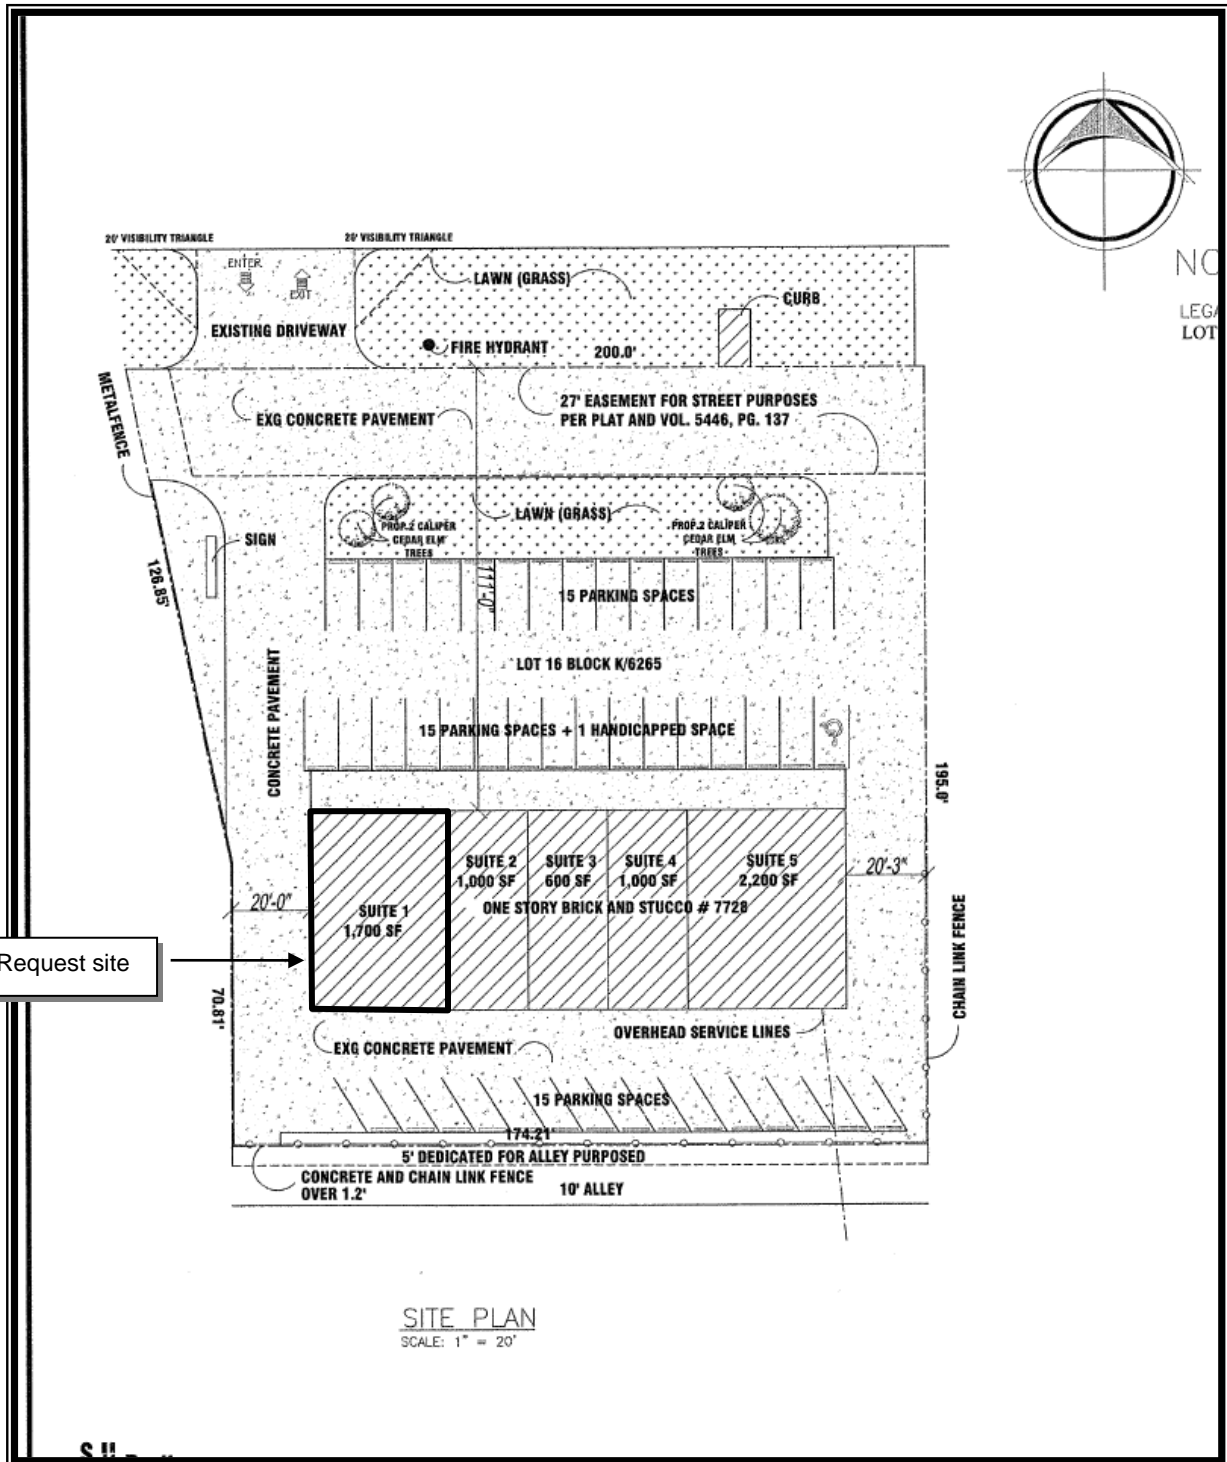 20' VISIBILITY TRIANGLE
20' VISIBILITY TRIANGLE
ENTER
EXIT
LAWN (GRASS)
CURB
NO
LEGA
LOT
EXISTING DRIVEWAY
FIRE HYDRANT
200.0'
METALFENCE
EXG CONCRETE PAVEMENT
27' EASEMENT FOR STREET PURPOSES
PER PLAT AND VOL. 5446, PG. 137
LAWN (GRASS)
PROP.2 CALIPER
CEDAR ELM
TREES
PROP.2 CALIPER
CEDAR ELM
TREES
SIGN
126.85'
111'-0"
15 PARKING SPACES
LOT 16 BLOCK K/6265
CONCRETE PAVEMENT
15 PARKING SPACES + 1 HANDICAPPED SPACE
195.0'
SUITE 1
1,700 SF
SUITE 2
1,000 SF
SUITE 3
600 SF
SUITE 4
1,000 SF
SUITE 5
2,200 SF
ONE STORY BRICK AND STUCCO # 7728
20'-0"
20'-3"
Request site
70.81'
CHAIN LINK FENCE
OVERHEAD SERVICE LINES
EXG CONCRETE PAVEMENT
15 PARKING SPACES
174.21'
5' DEDICATED FOR ALLEY PURPOSED
CONCRETE AND CHAIN LINK FENCE
OVER 1.2'
10' ALLEY
SITE PLAN
SCALE: 1" = 20'